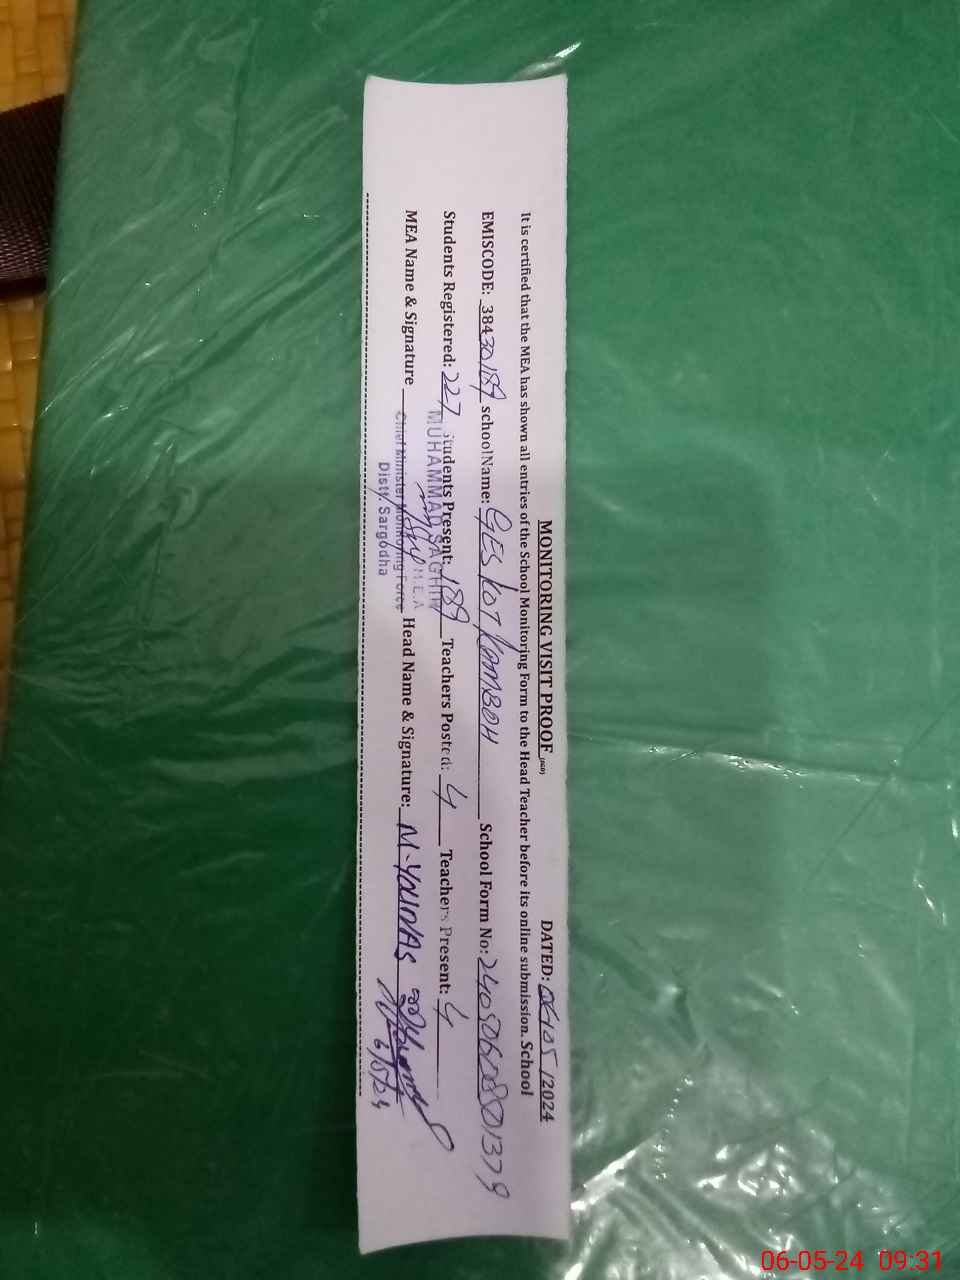 MONITORING VISIT PROOF DATED: 06/05/2024
It is certified that the MEA has shown all entries of the School Monitoring Form to the Head Teacher before its online submission. School
EMISCODE: 38430189 schoolName: GES KOT KAMBOH School Form No:
Students Registered: 227 Students Present: 189 Teachers Posted: 4 Teachers Present: 4
MUHAMMAD M.E.A
MEA Name & Signature Head Name & Signature: M-YOUNAS
Chief Minister Monitoring Force
Distt. Sargodha
6/5/24
06-05-24 09:31